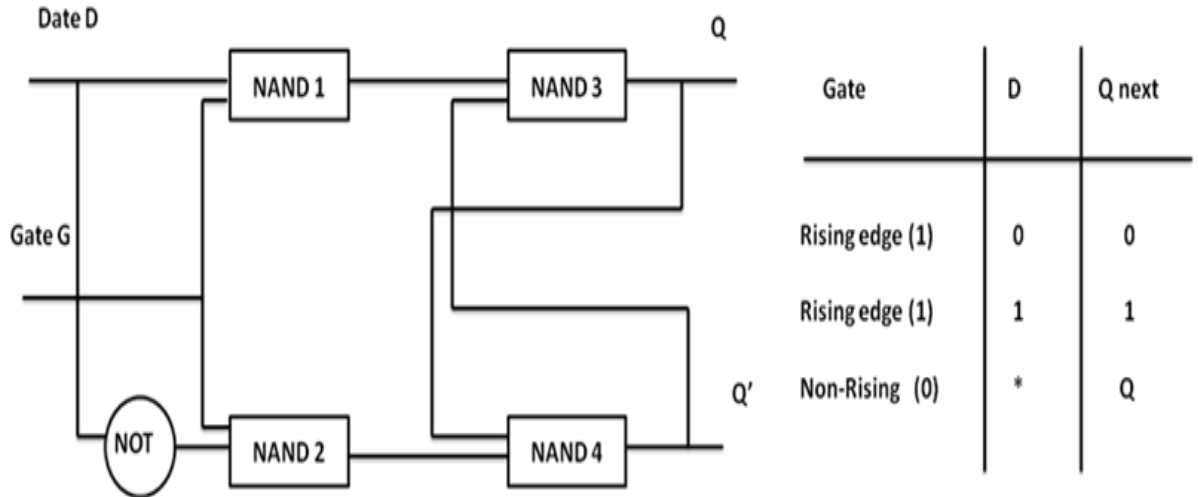 Date D
Q
NAND 1
NAND 3
Gate G
NOT
NAND 2
NAND 4
Q'
Gate D Q next
Rising edge (1) 0 0
Rising edge (1) 1 1
Non-Rising (0) * Q